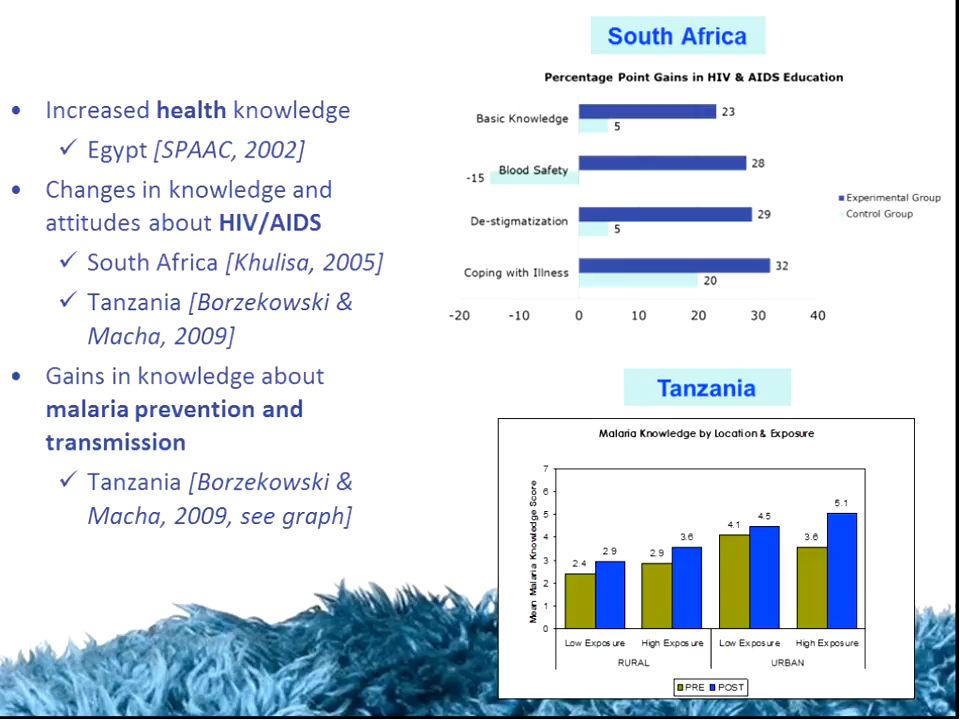 • Increased health knowledge
✓ Egypt [SPAAC, 2002]
• Changes in knowledge and
attitudes about HIV/AIDS
✓ South Africa [Khulisa, 2005]
✓ Tanzania [Borzekowski &
Macha, 2009]
• Gains in knowledge about
malaria prevention and
transmission
✓ Tanzania [Borzekowski &
Macha, 2009, see graph]
South Africa
Percentage Point Gains in HIV & AIDS Education
Basic Knowledge 23
5
Blood Safety 28
-15
De-stigmatization 29
5
Coping with Illness 32
20
-20 -10 0 10 20 30 40
Experimental Group
Control Group
Tanzania
Malaria Knowledge by Location & Exposure
Mean Malaria Knowledge Score
7
6
5
4
3
2
1
0
2.4 2.9 2.9 3.6 4.1 4.5 3.6 5.1
Low Exposure High Exposure Low Exposure High Exposure
RURAL URBAN
PRE POST